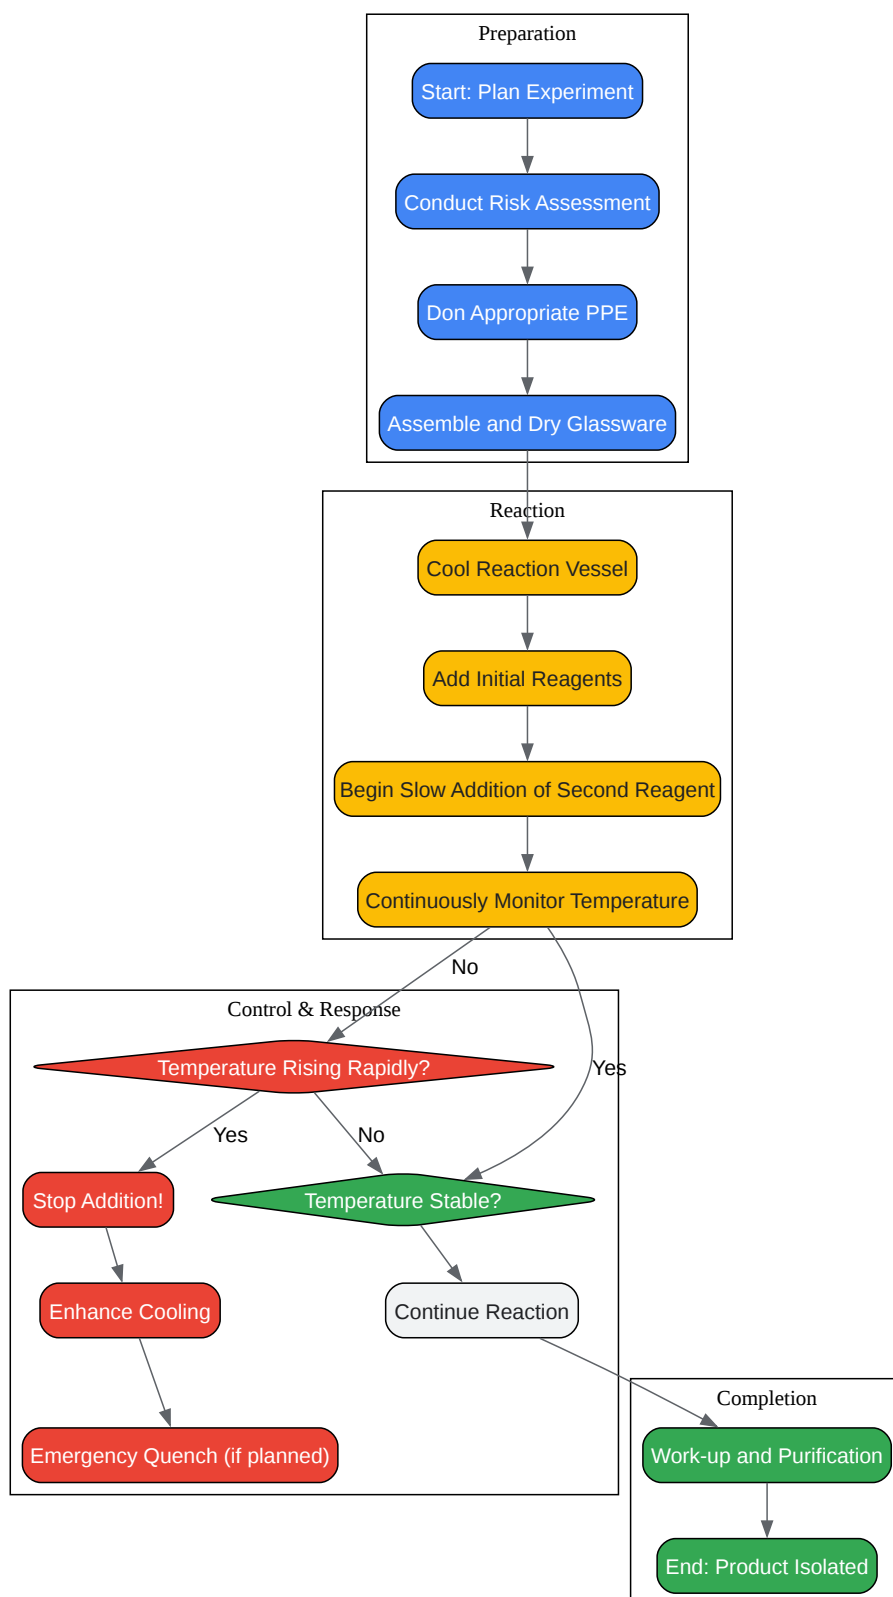 Preparation
Start: Plan Experiment
Conduct Risk Assessment
Don Appropriate PPE
Assemble and Dry Glassware
Reaction
Cool Reaction Vessel
Add Initial Reagents
Begin Slow Addition of Second Reagent
Continuously Monitor Temperature
No
Control & Response
Temperature Rising Rapidly?
Yes
Yes
No
Stop Addition!
Temperature Stable?
Enhance Cooling
Continue Reaction
Completion
Emergency Quench (if planned)
Work-up and Purification
End: Product Isolated